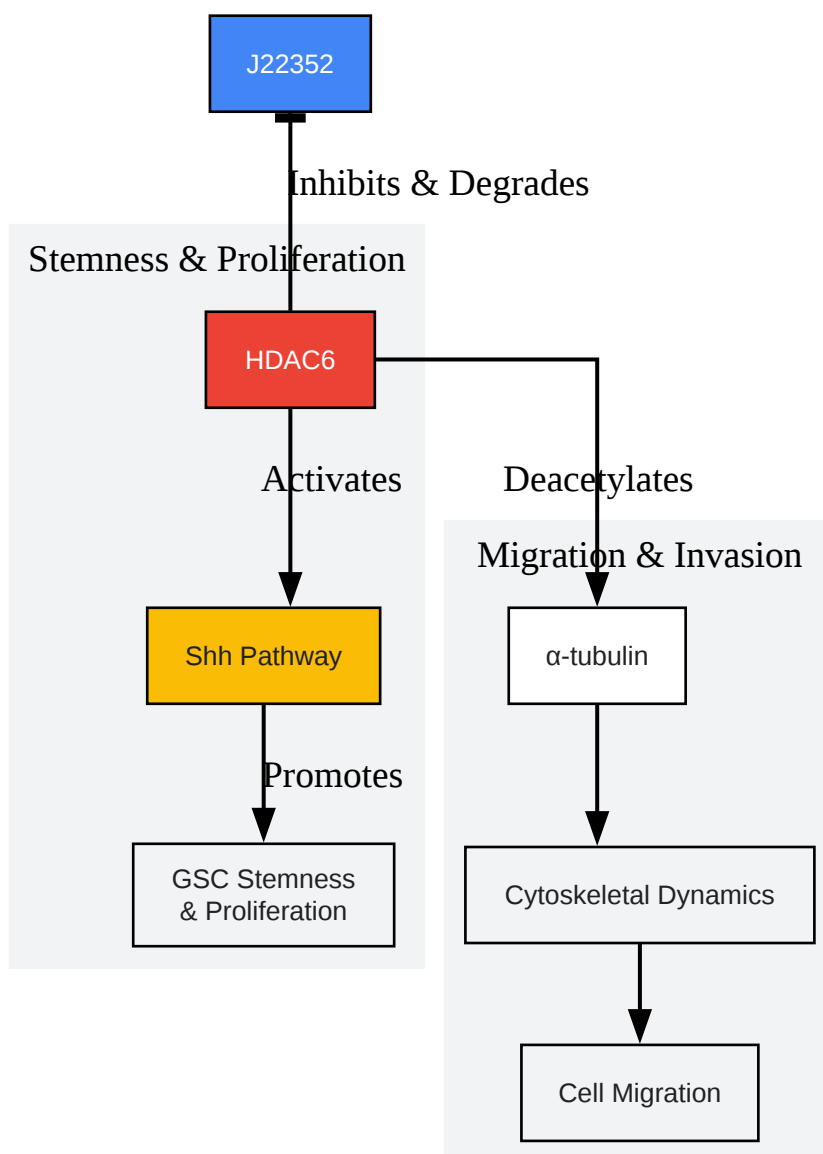 J22352
Inhibits & Degrades
Stemness & Proliferation
HDAC6
Activates
Deacetylates
Migration & Invasion
Shh Pathway
α-tubulin
Promotes
GSC Stemness
& Proliferation
Cytoskeletal Dynamics
Cell Migration